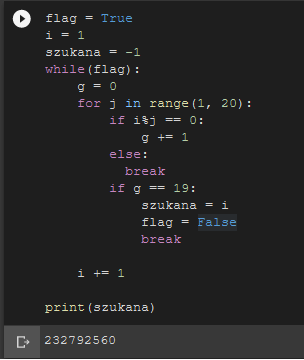 flag = True
i = 1
szukana = -1
while(flag):
    g = 0
    for j in range(1, 20):
        if i%j == 0:
            g += 1
        else:
          break
        if g == 19:
            szukana = i
            flag = False
            break

    i += 1

print(szukana)
232792560